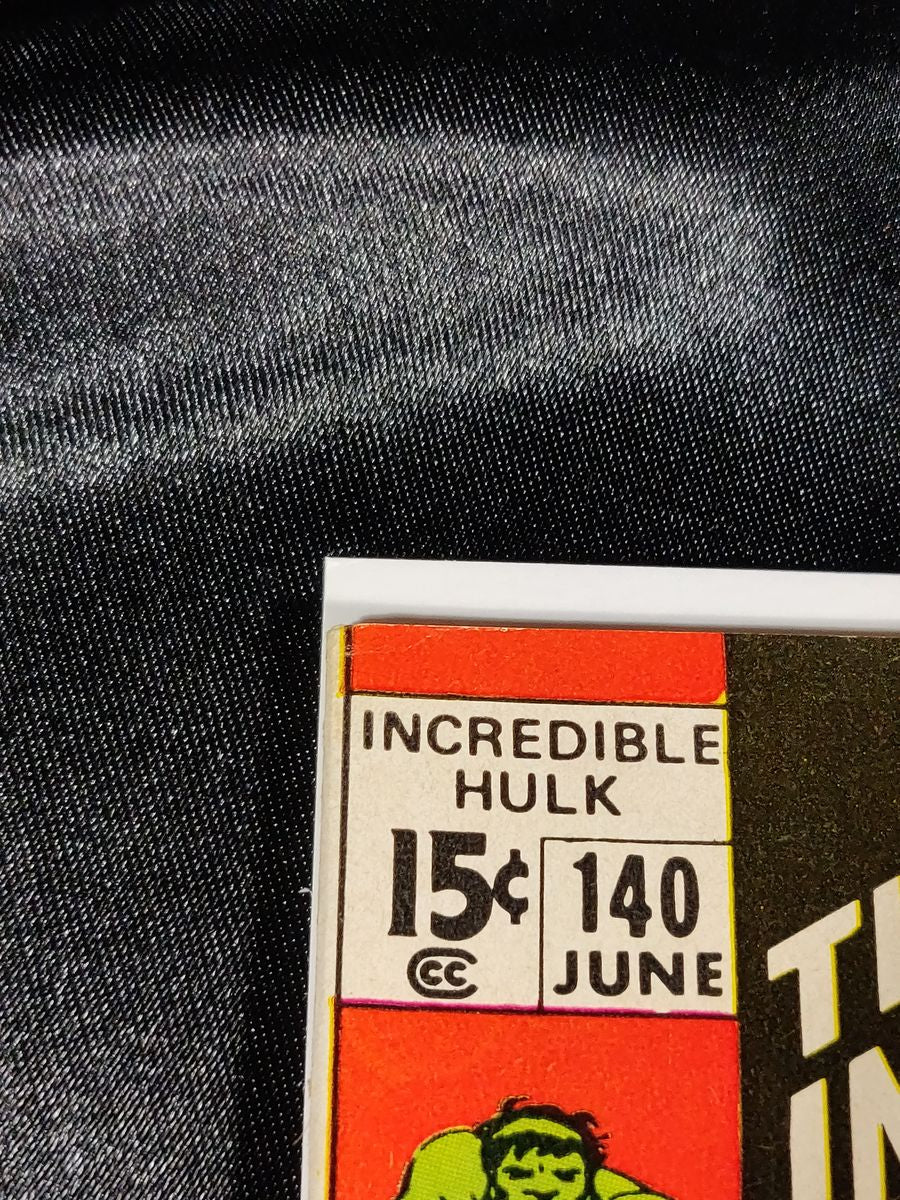 INCREDIBLE
HULK
15¢
140
CC
JUNE